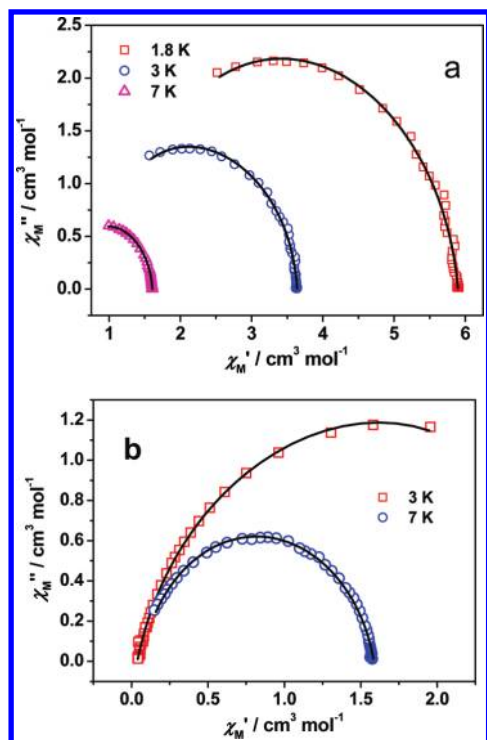 a
1.8 K
3 K
7 K
2.5
2.0
1.5
1.0
0.5
0.0
χM'' / cm³ mol⁻¹
1 2 3 4 5 6
χM' / cm³ mol⁻¹
b
3 K
7 K
1.2
1.0
0.8
0.6
0.4
0.2
0.0
χM'' / cm³ mol⁻¹
0.0 0.5 1.0 1.5 2.0
χM' / cm³ mol⁻¹